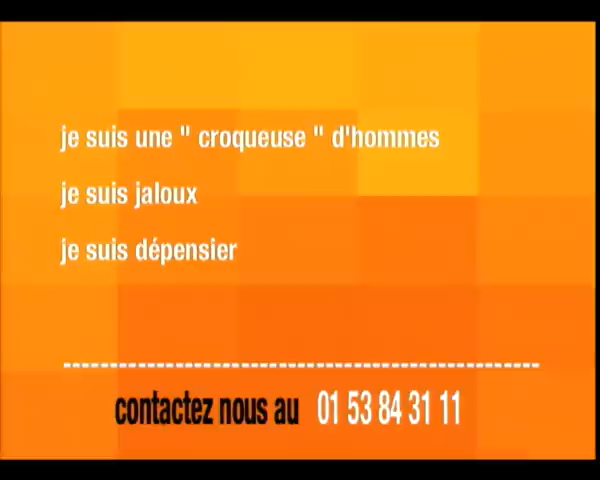 je suis une " croqueuse " d'hommes
je suis jaloux
je suis dépensier
contactez nous au 01 53 84 31 11